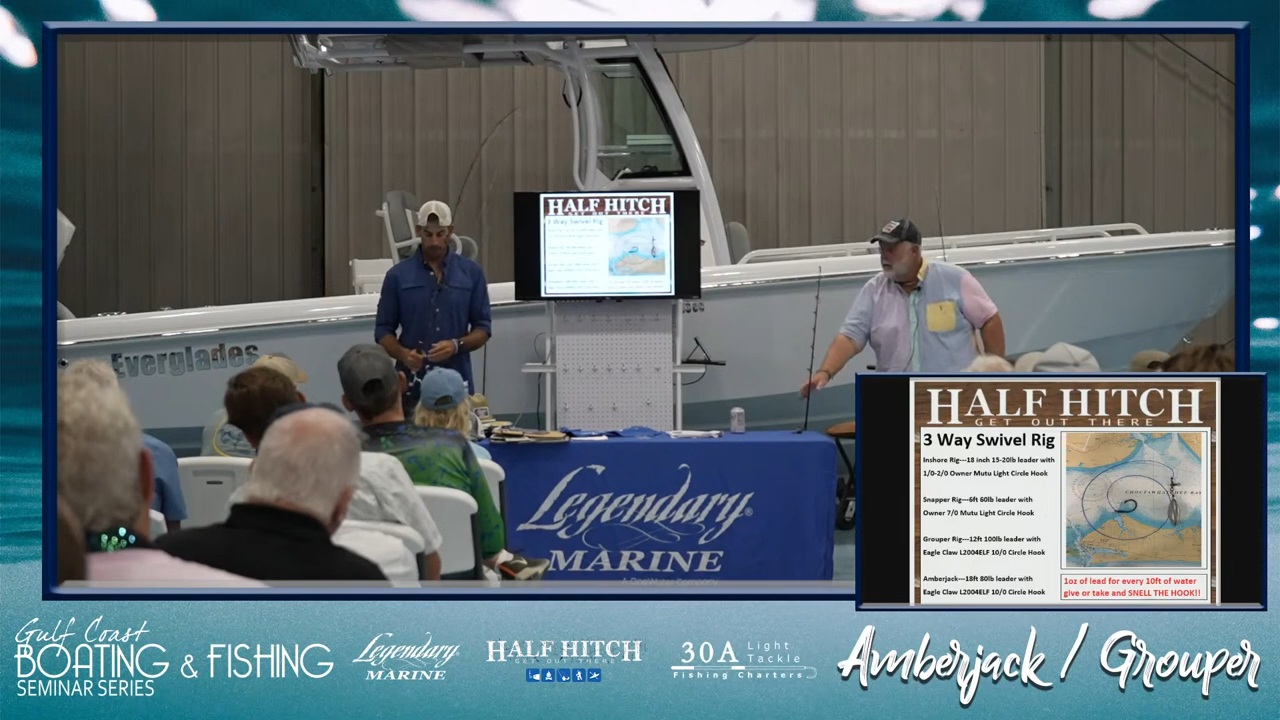 HALF HITCH
GET OUT THERE
3 Way Swivel Rig
Everglades
Legendary®
MARINE
HALF HITCH
GET OUT THERE
3 Way Swivel Rig
Inshore Rig---18 inch 15-20lb leader with
1/0-2/0 Owner Mutu Light Circle Hook
Snapper Rig---6ft 60lb leader with
Owner 7/0 Mutu Light Circle Hook
Grouper Rig---12ft 100lb leader with
Eagle Claw L2004ELF 10/0 Circle Hook
Amberjack---18ft 80lb leader with
Eagle Claw L2004ELF 10/0 Circle Hook
1oz of lead for every 10ft of water
give or take and SNELL THE HOOK!!
Gulf Coast
BOATING & FISHING
SEMINAR SERIES
Legendary
MARINE
HALF HITCH
GET OUT THERE
30A Light Tackle
Fishing Charters
Amberjack / Grouper